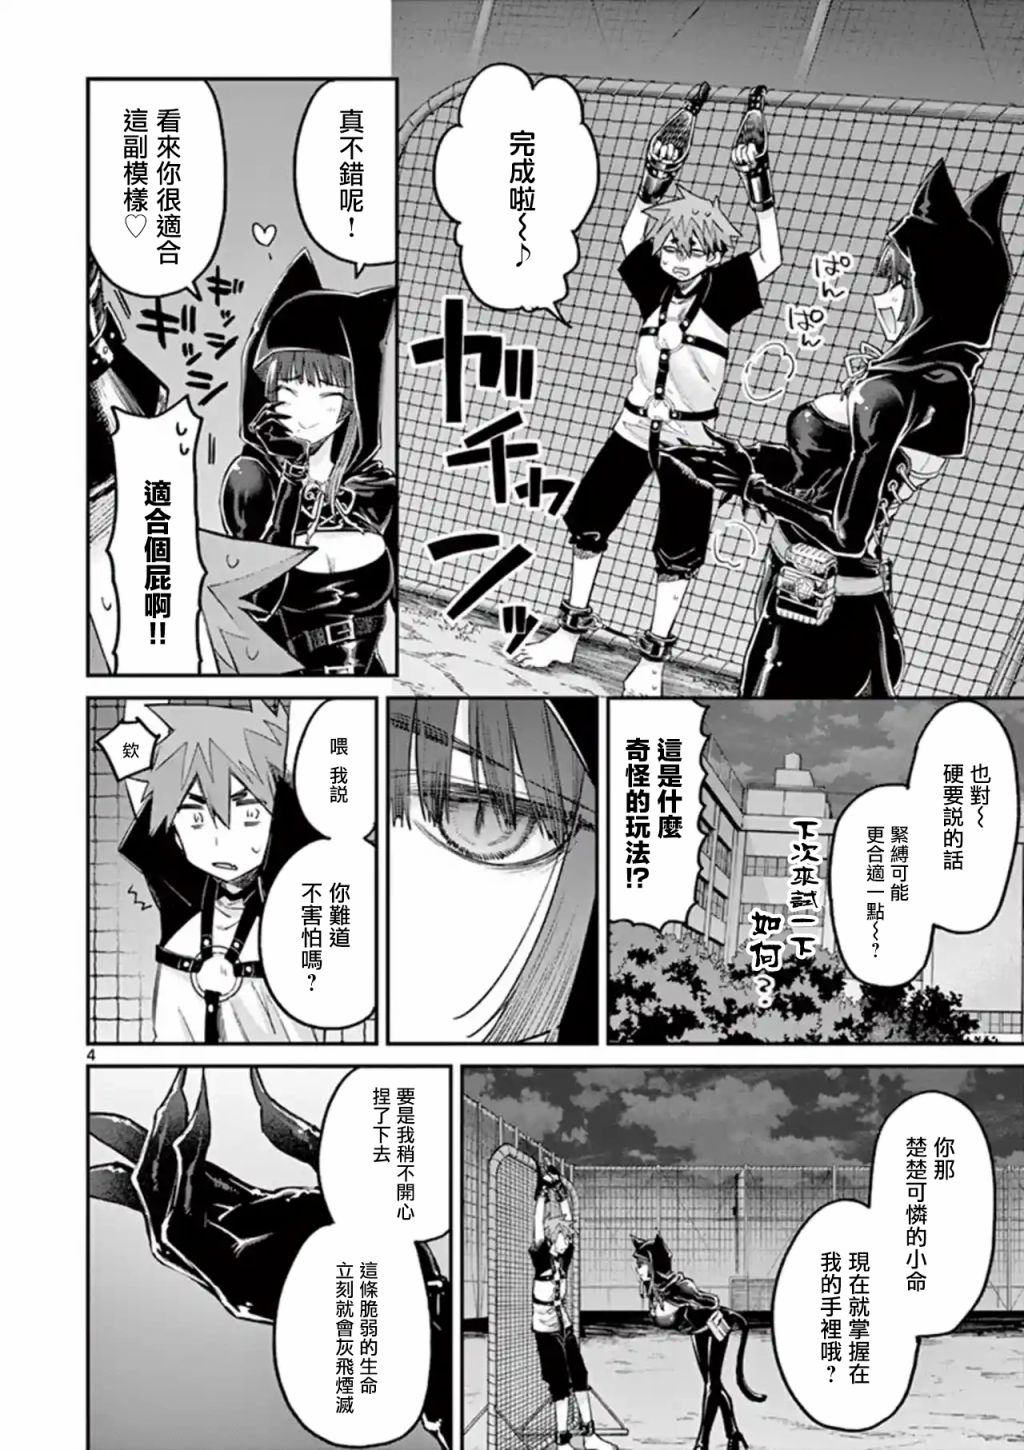 完成啦～♪
ぱん
ぱん
ぱん
ガ
チ
ャ
ン
真不錯呢！
看來你很適合
這副模樣♡
ギシッ
ギシッ
適合個屁啊!!
也對～
硬要説的話
緊縛可能
更合適一點～？
下次來試一下
如何？
這是什麼
奇怪的玩法!?
喂 我説
你難道
不害怕嗎？
欸
4
你那
楚楚可憐的小命
現在就掌握在
我的手裡哦？
要是我稍不開心
捏了下去
這條脆弱的生命
立刻就會灰飛煙滅